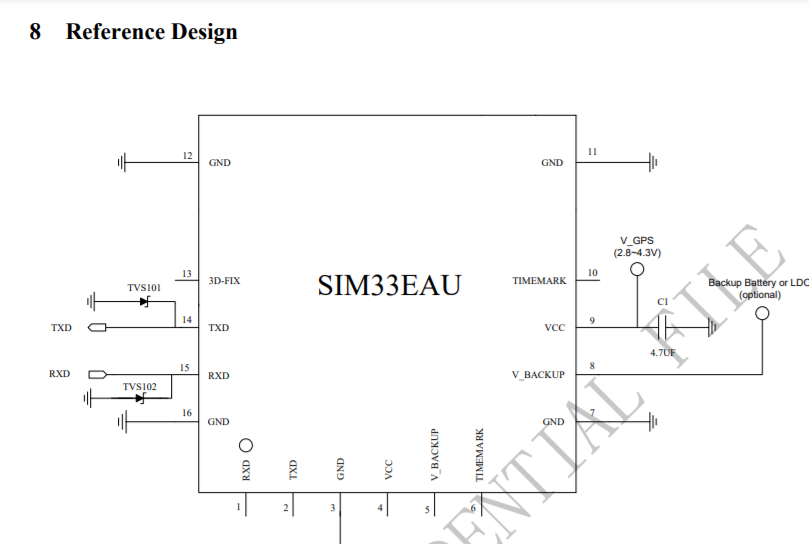 8 Reference Design
12
GND
GND
11
V_GPS
(2.8~4.3V)
13
3D-FIX
SIM33EAU
TIMEMARK
10
TVS101
Backup Battery or LDO
(optional)
C1
14
TXD
TXD
VCC
9
4.7UF
RXD
15
RXD
V_BACKUP
8
TVS102
16
GND
GND
7
RXD
TXD
GND
VCC
V_BACKUP
TIMEMARK
1
2
3
4
5
6
ENTIAL FILE